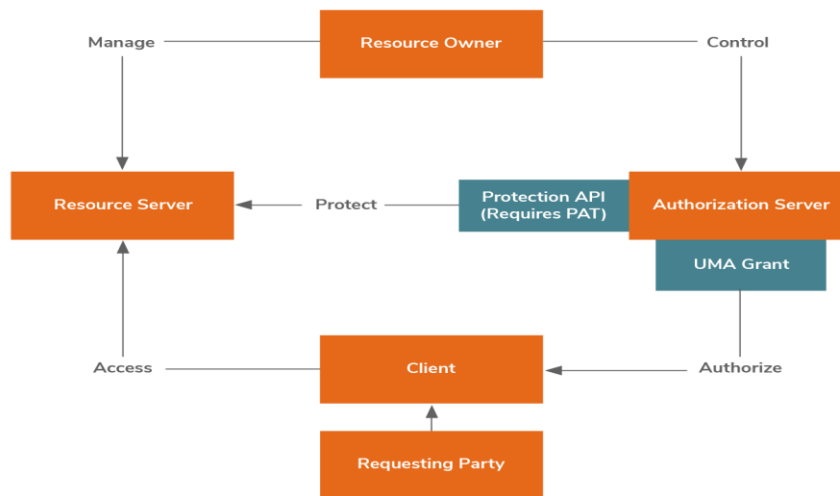 Manage
Resource Owner
Control
Resource Server
Protect
Protection API
(Requires PAT)
Authorization Server
UMA Grant
Access
Client
Authorize
Requesting Party